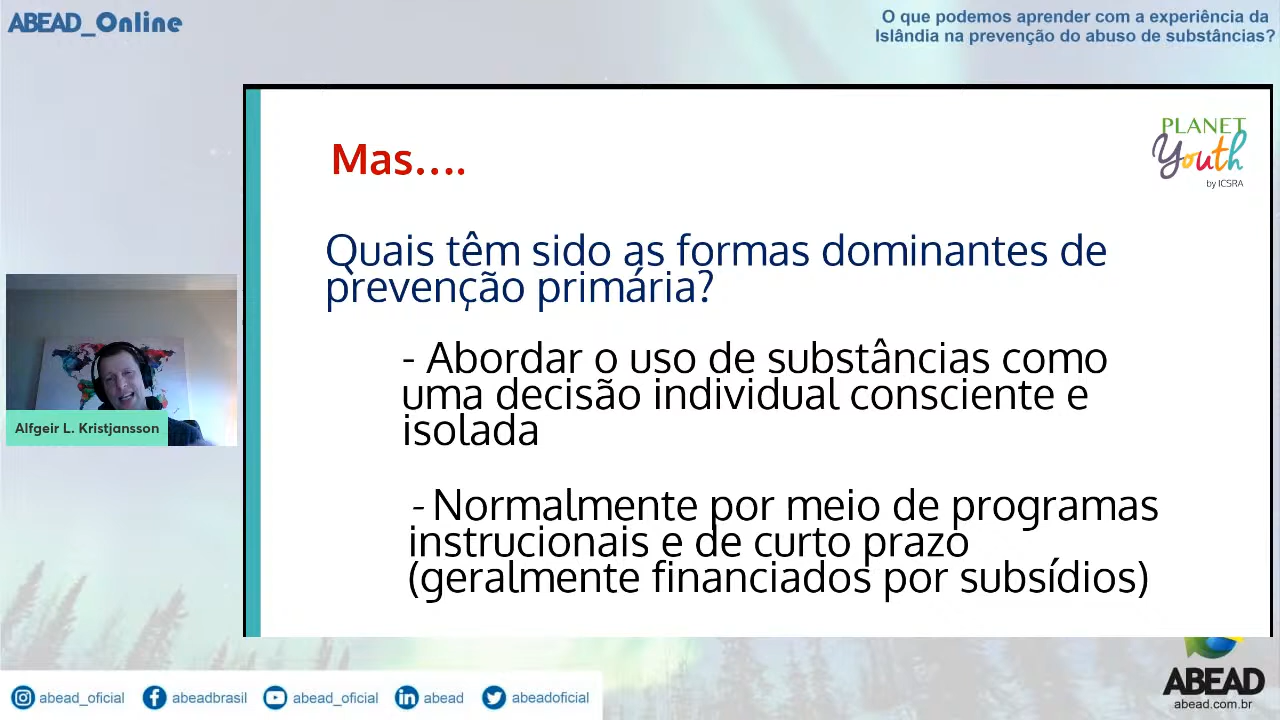 ABEAD_Online
O que podemos aprender com a experiência da
Islândia na prevenção do abuso de substâncias?
PLANET
Youth
by ICSRA
Mas....
Quais têm sido as formas dominantes de
prevenção primária?
- Abordar o uso de substâncias como
uma decisão individual consciente e
isolada
- Normalmente por meio de programas
instrucionais e de curto prazo
(geralmente financiados por subsídios)
Alfgeir L. Kristjansson
abead_oficial
abeadbrasil
abead_oficial
abead
abeadoficial
ABEAD
abead.com.br